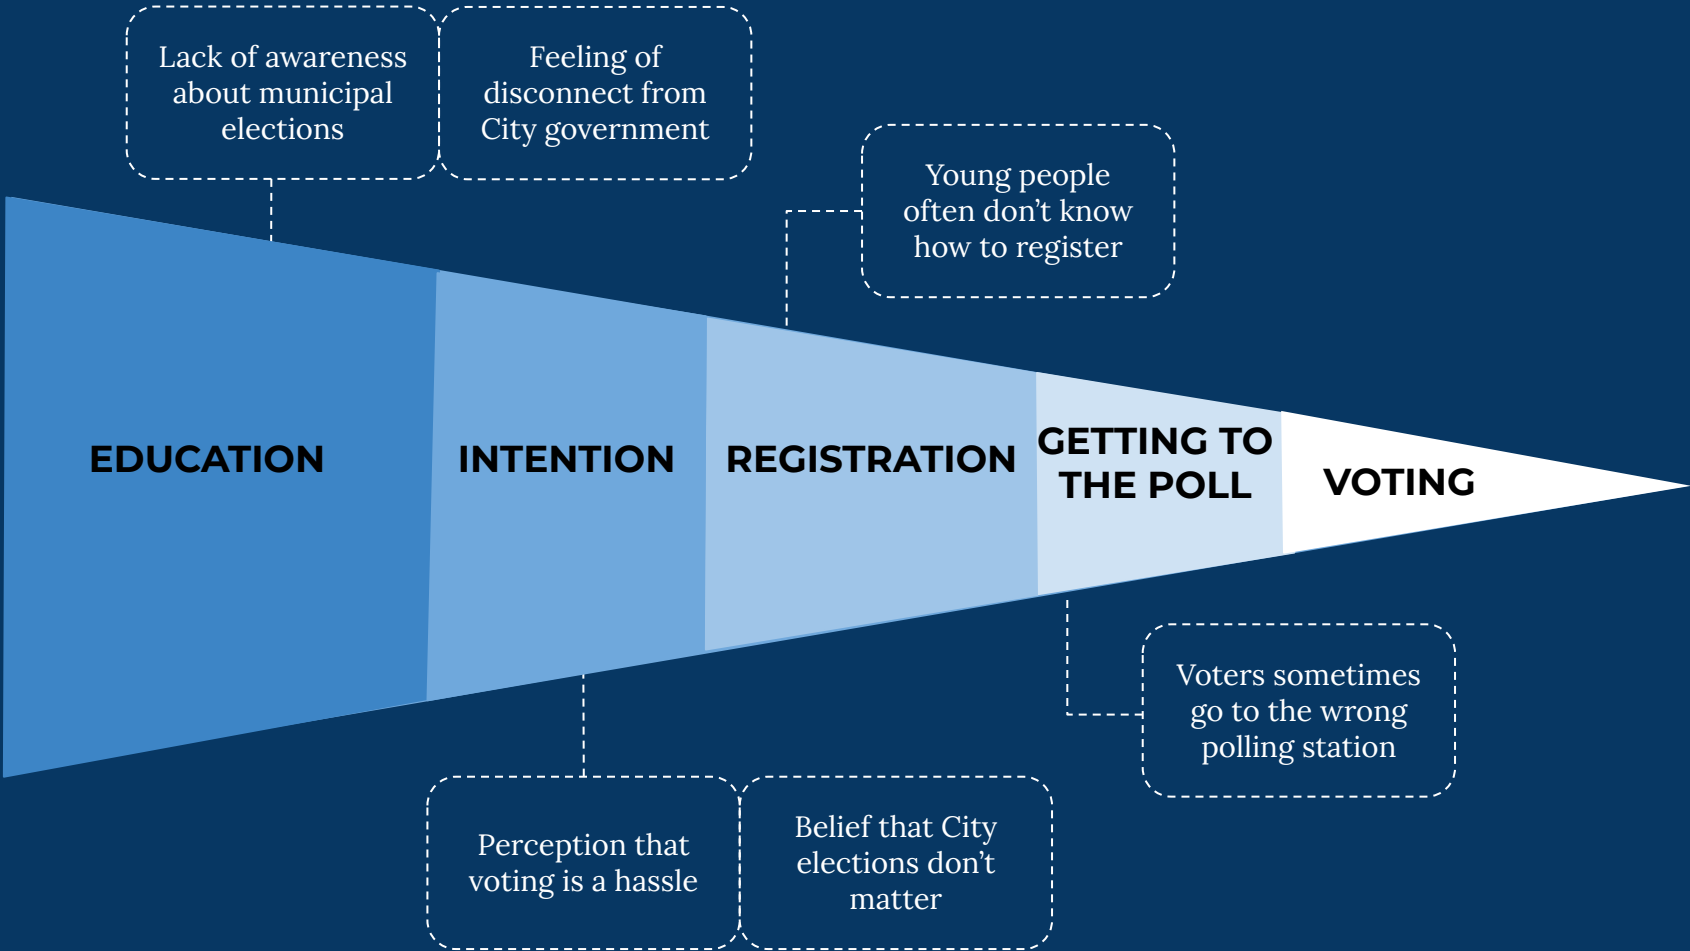 Lack of awareness
about municipal
elections
Feeling of
disconnect from
City government
Young people
often don’t know
how to register
EDUCATION
INTENTION
REGISTRATION
GETTING TO
THE POLL
VOTING
Voters sometimes
go to the wrong
polling station
Perception that
voting is a hassle
Belief that City
elections don’t
matter